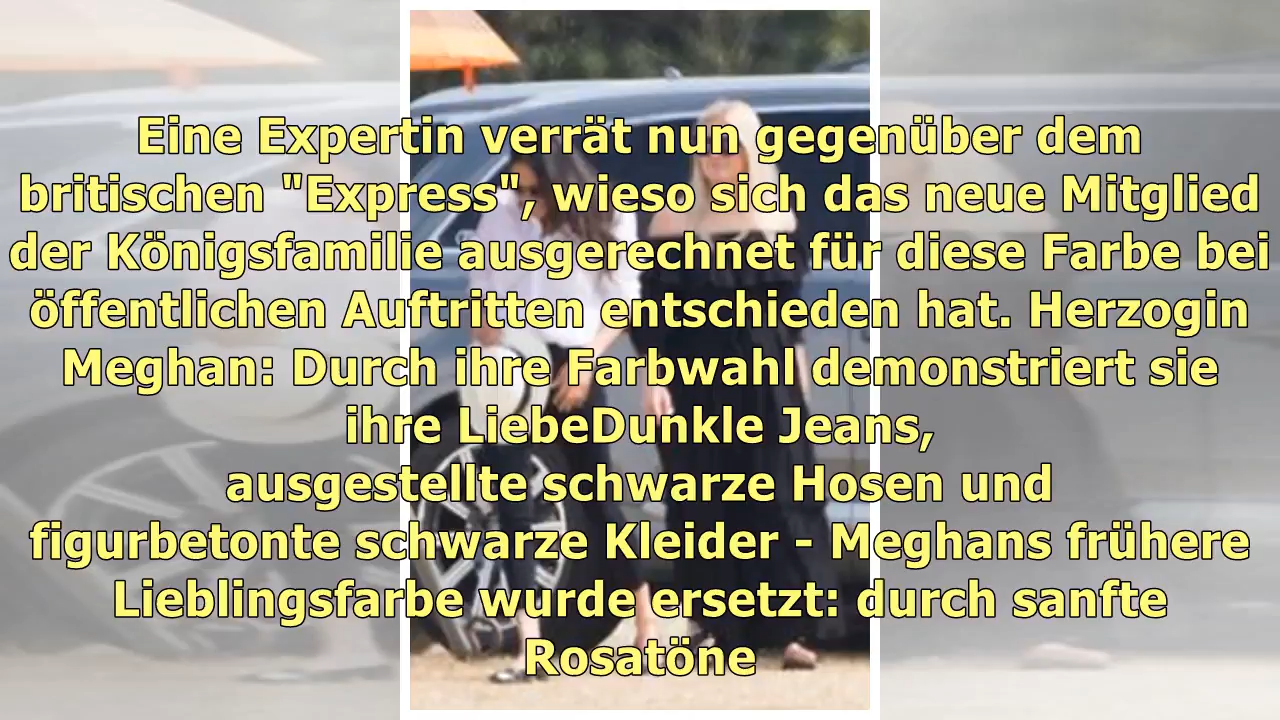 Eine Expertin verrät nun gegenüber dem
britischen "Express", wieso sich das neue Mitglied
der Königsfamilie ausgerechnet für diese Farbe bei
öffentlichen Auftritten entschieden hat. Herzogin
Meghan: Durch ihre Farbwahl demonstriert sie
ihre LiebeDunkle Jeans,
ausgestellte schwarze Hosen und
figurbetonte schwarze Kleider - Meghans frühere
Lieblingsfarbe wurde ersetzt: durch sanfte
Rosatöne